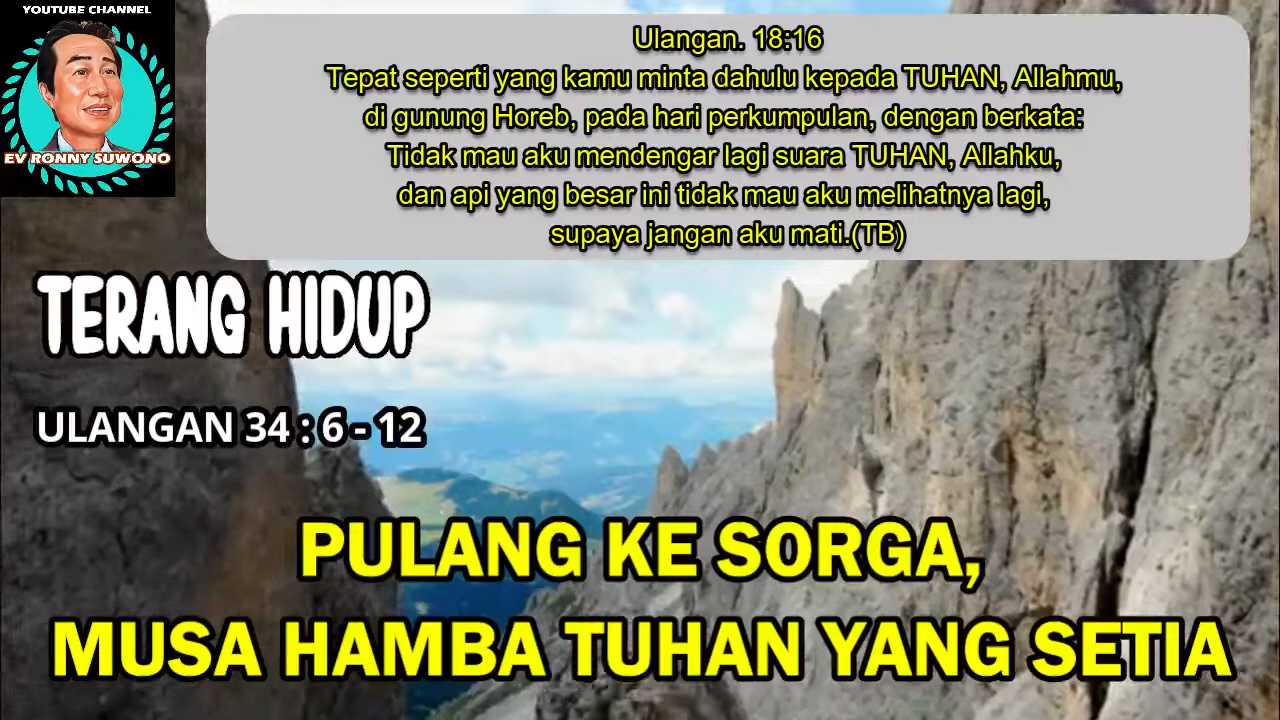 YOUTUBE CHANNEL
EV RONNY SUWONO
Ulangan. 18:16
Tepat seperti yang kamu minta dahulu kepada TUHAN, Allahmu,
di gunung Horeb, pada hari perkumpulan, dengan berkata:
Tidak mau aku mendengar lagi suara TUHAN, Allahku,
dan api yang besar ini tidak mau aku melihatnya lagi,
supaya jangan aku mati.(TB)
TERANG HIDUP
ULANGAN 34 : 6 - 12
PULANG KE SORGA,
MUSA HAMBA TUHAN YANG SETIA